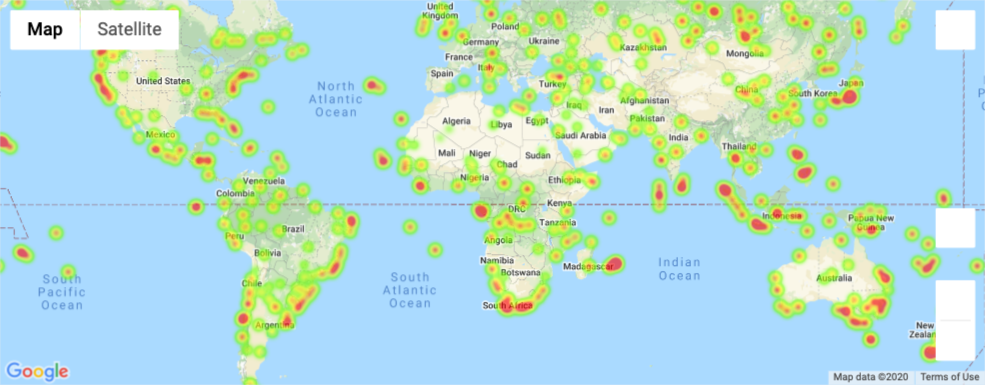 Map
Satellite
United
Kingdom
Poland
Germany
Ukraine
Kazakhstan
Mongolia
France
Italy
Spain
Turkey
United States
North
Atlantic
Ocean
China
Japan
South Korea
Iraq
Iran
Afghanistan
Pakistan
Algeria
Libya
Egypt
Saudi Arabia
India
Mexico
Thailand
Mali
Niger
Chad
Sudan
Nigeria
Ethiopia
Venezuela
Colombia
Kenya
DRC
Tanzania
Indonesia
Papua New
Guinea
Peru
Brazil
Angola
Bolivia
Namibia
Botswana
Madagascar
Indian
Ocean
Australia
South
Pacific
Ocean
Chile
South
Atlantic
Ocean
South Africa
Argentina
New
Zealan
Google
Map data ©2020
Terms of Use